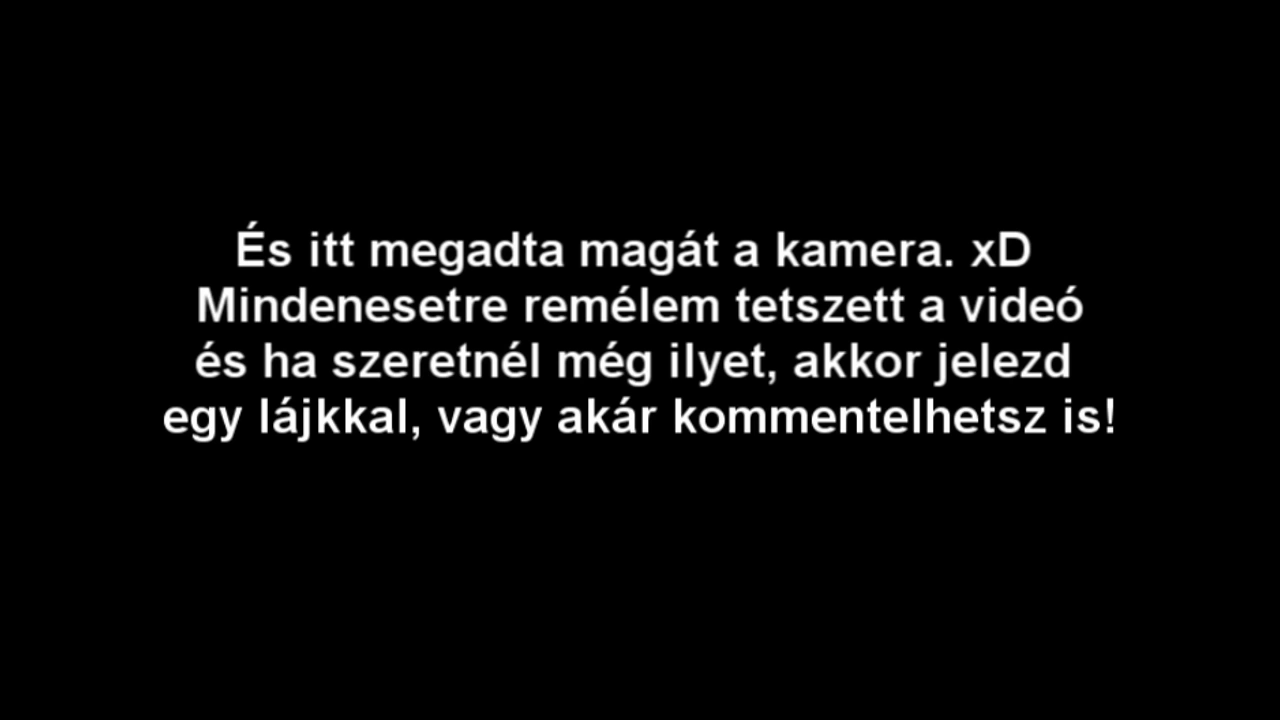 És itt megadta magát a kamera. xD
Mindenesetre remélem tetszett a videó
és ha szeretnél még ilyet, akkor jelezd
egy lájkkal, vagy akár kommentelhetsz is!